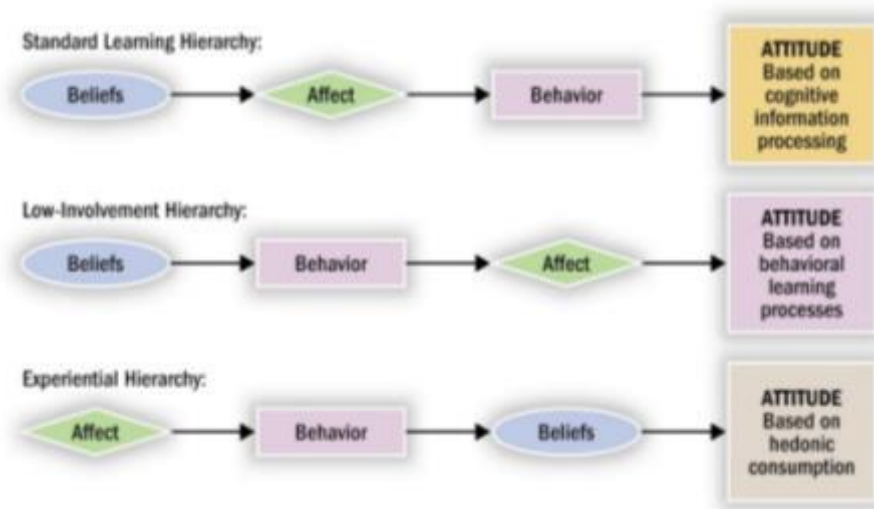 Standard Learning Hierarchy:
Beliefs
Affect
Behavior
ATTITUDE
Based on
cognitive
information
processing
Low-Involvement Hierarchy:
Beliefs
Behavior
Affect
ATTITUDE
Based on
behavioral
learning
processes
Experiential Hierarchy:
Affect
Behavior
Beliefs
ATTITUDE
Based on
hedonic
consumption